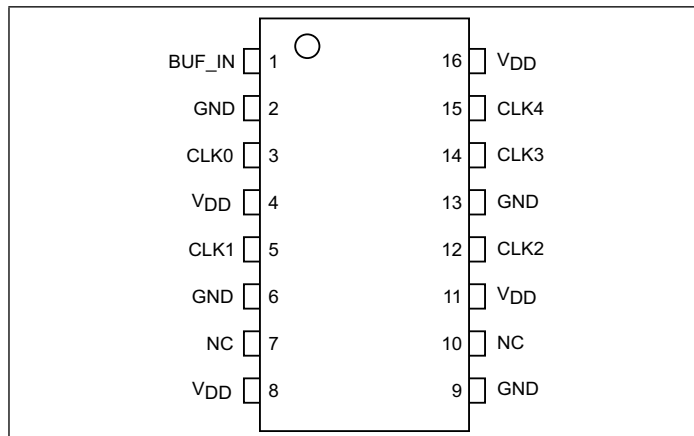 BUF_IN 1 16 VDD
GND 2 15 CLK4
CLK0 3 14 CLK3
VDD 4 13 GND
CLK1 5 12 CLK2
GND 6 11 VDD
NC 7 10 NC
VDD 8 9 GND